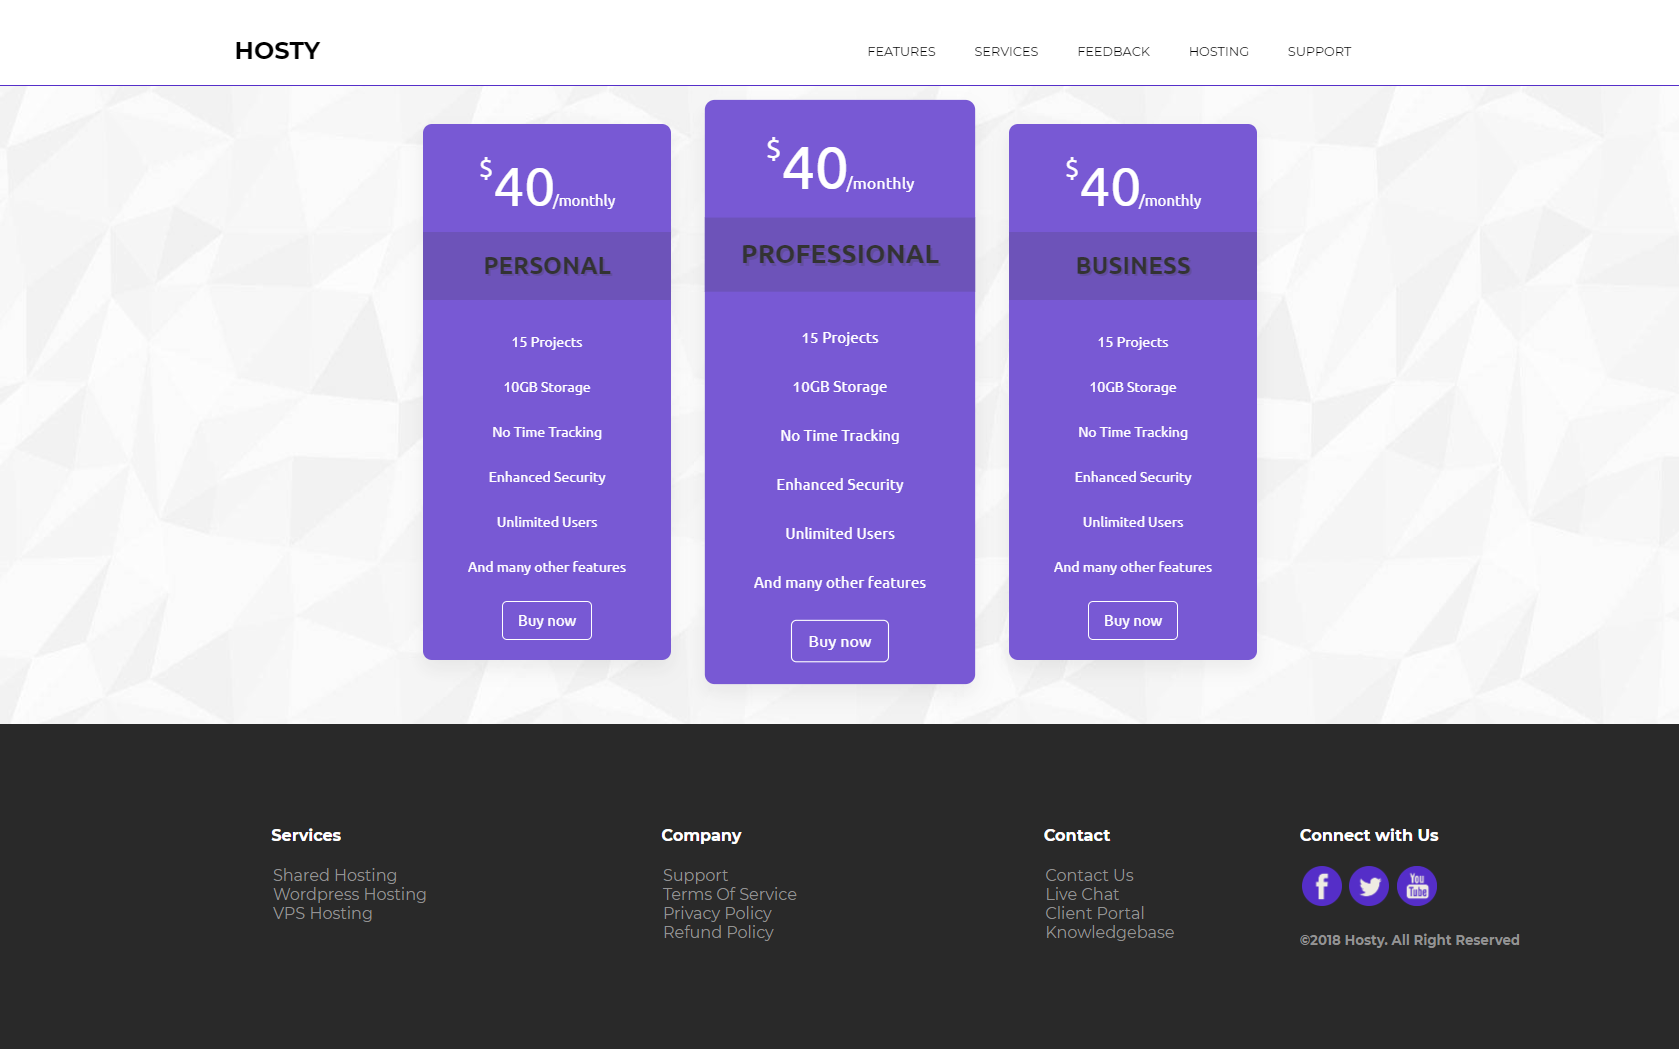 HOSTY
FEATURES SERVICES FEEDBACK HOSTING SUPPORT
$40/monthly
PERSONAL
15 Projects
10GB Storage
No Time Tracking
Enhanced Security
Unlimited Users
And many other features
Buy now
$40/monthly
PROFESSIONAL
15 Projects
10GB Storage
No Time Tracking
Enhanced Security
Unlimited Users
And many other features
Buy now
$40/monthly
BUSINESS
15 Projects
10GB Storage
No Time Tracking
Enhanced Security
Unlimited Users
And many other features
Buy now
Services
Shared Hosting
Wordpress Hosting
VPS Hosting
Company
Support
Terms Of Service
Privacy Policy
Refund Policy
Contact
Contact Us
Live Chat
Client Portal
Knowledgebase
Connect with Us
You
Tube
©2018 Hosty. All Right Reserved